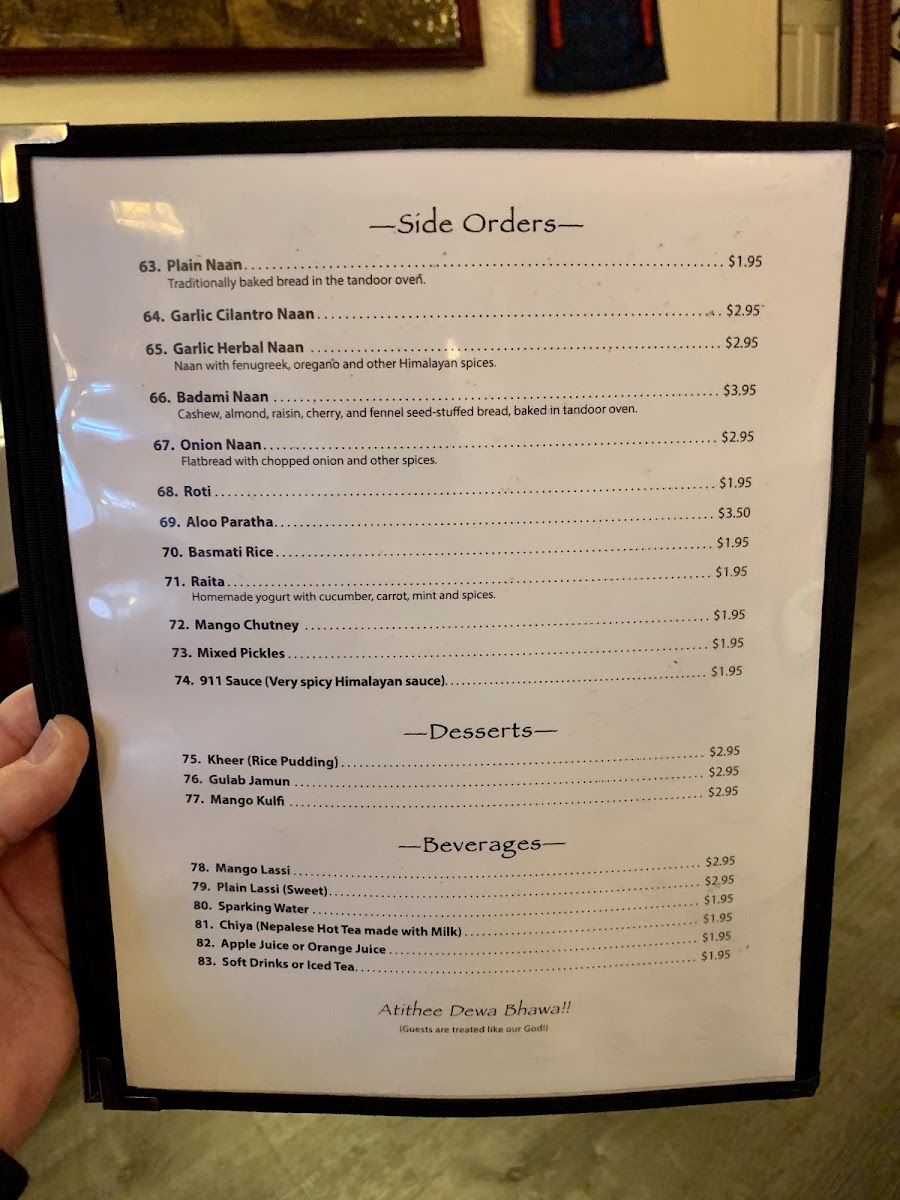 —Side Orders—
63. Plain Naan........................................................................ $1.95
Traditionally baked bread in the tandoor oven.
64. Garlic Cilantro Naan............................................................ $2.95
65. Garlic Herbal Naan ............................................................ $2.95
Naan with fenugreek, oregano and other Himalayan spices.
66. Badami Naan .................................................................. $3.95
Cashew, almond, raisin, cherry, and fennel seed-stuffed bread, baked in tandoor oven.
67. Onion Naan.................................................................... $2.95
Flatbread with chopped onion and other spices.
68. Roti .......................................................................... $1.95
69. Aloo Paratha.................................................................. $3.50
70. Basmati Rice.................................................................. $1.95
71. Raita......................................................................... $1.95
Homemade yogurt with cucumber, carrot, mint and spices.
72. Mango Chutney ................................................................ $1.95
73. Mixed Pickles................................................................. $1.95
74. 911 Sauce (Very spicy Himalayan sauce)........................................ $1.95
—Desserts—
75. Kheer (Rice Pudding).......................................................... $2.95
76. Gulab Jamun .................................................................. $2.95
77. Mango Kulfi .................................................................. $2.95
—Beverages—
78. Mango Lassi .................................................................. $2.95
79. Plain Lassi (Sweet)........................................................... $2.95
80. Sparking Water ............................................................... $1.95
81. Chiya (Nepalese Hot Tea made with Milk) ...................................... $1.95
82. Apple Juice or Orange Juice .................................................. $1.95
83. Soft Drinks or Iced Tea....................................................... $1.95
Atithee Dewa Bhawa!!
(Guests are treated like our God!)